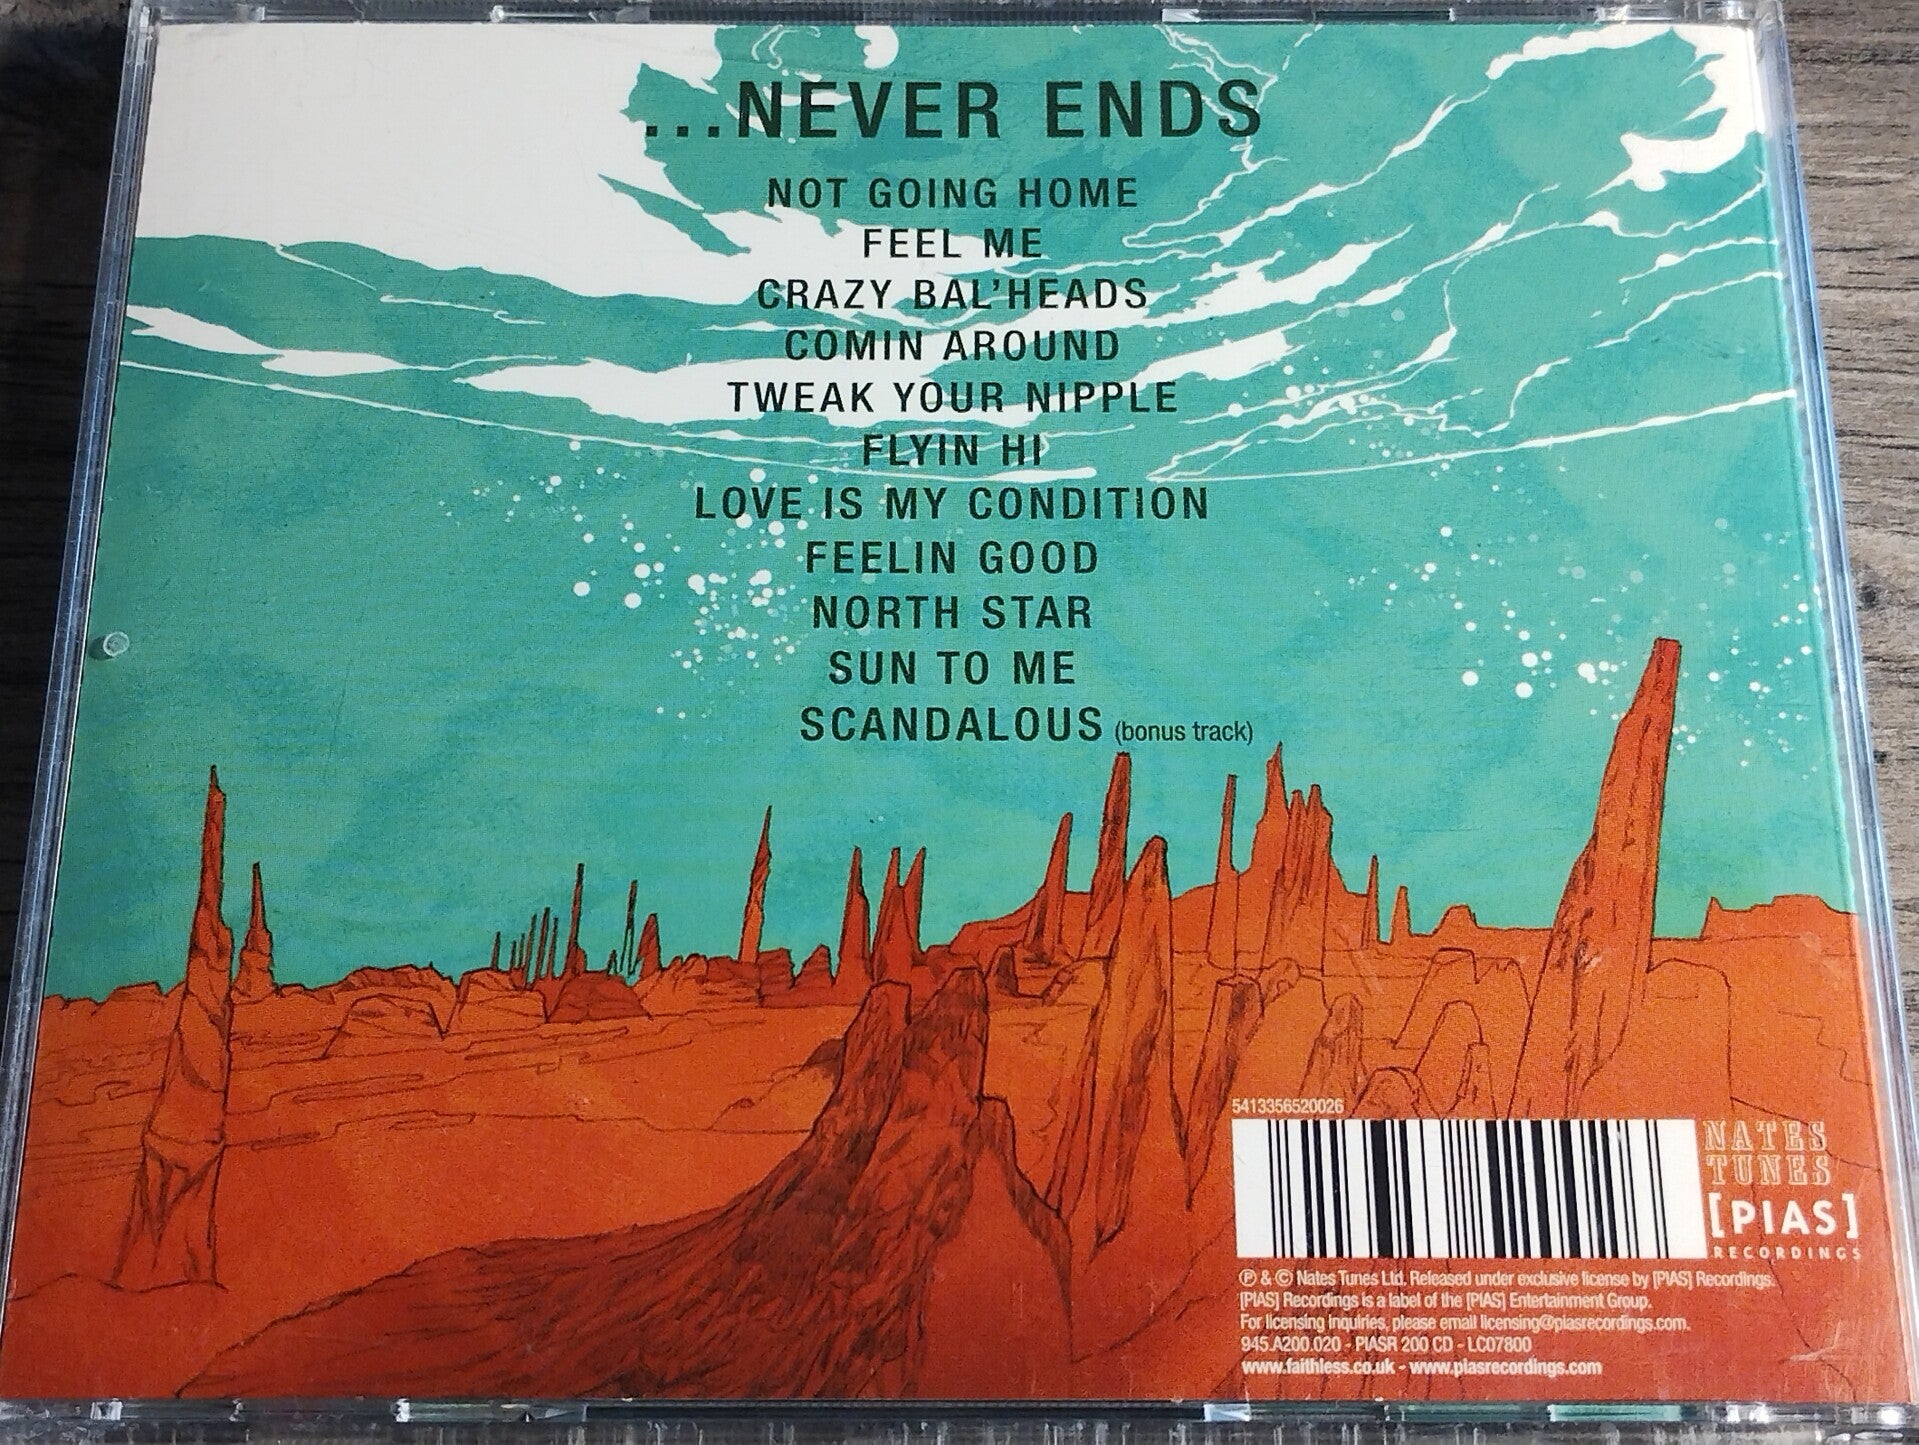 ...NEVER ENDS
NOT GOING HOME
FEEL ME
CRAZY BAL'HEADS
COMIN AROUND
TWEAK YOUR NIPPLE
FLYIN HI
LOVE IS MY CONDITION
FEELIN GOOD
NORTH STAR
SUN TO ME
SCANDALOUS (bonus track)
5413356520026
NATES
TUNES
[PIAS]
RECORDINGS
℗ & © Nates Tunes Ltd. Released under exclusive license by [PIAS] Recordings.
[PIAS] Recordings is a label of the [PIAS] Entertainment Group.
For licensing inquiries, please email licensing@piasrecordings.com.
945.A200.020 - PIASR 200 CD - LC07800
www.faithless.co.uk - www.piasrecordings.com